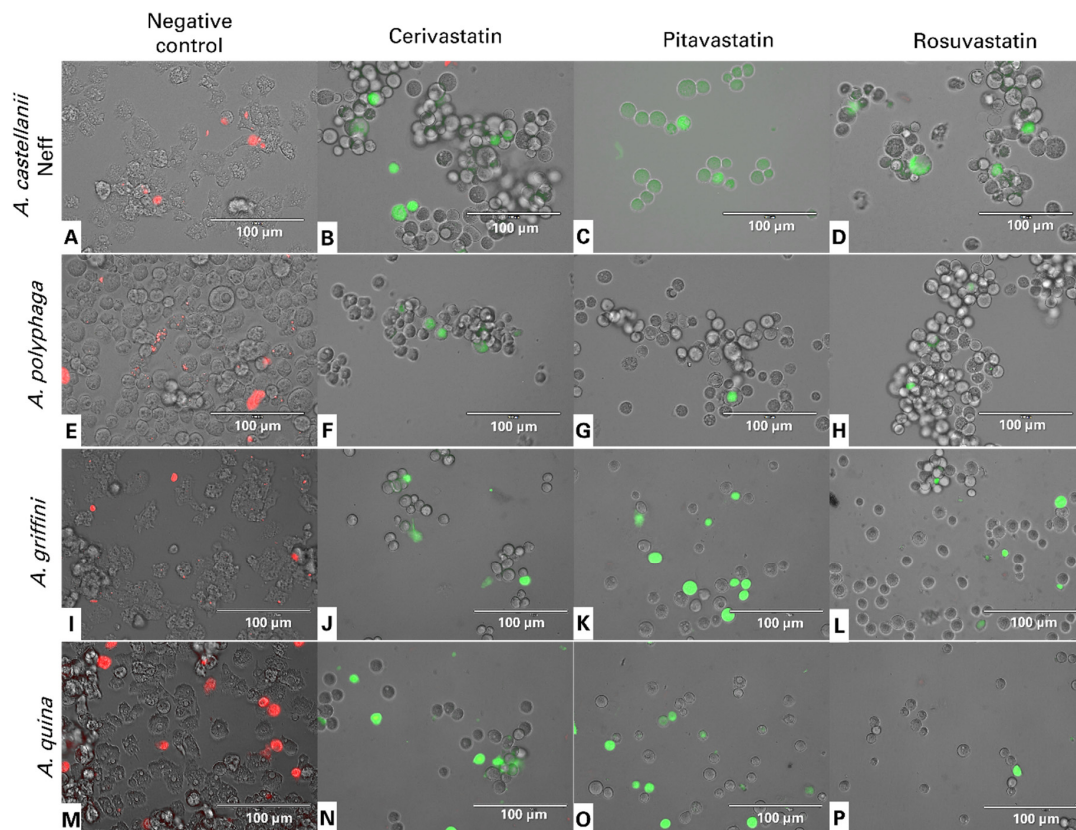 Negative
control
Cerivastatin
Pitavastatin
Rosuvastatin
A. castellanii
Neff
A
100 µm
B
100 µm
C
100 µm
D
100 µm
A. polyphaga
E
100 µm
F
100 µm
G
100 µm
H
100 µm
A. griffini
I
100 µm
J
100 µm
K
100 µm
L
100 µm
A. quina
M
100 µm
N
100 µm
O
100 µm
P
100 µm